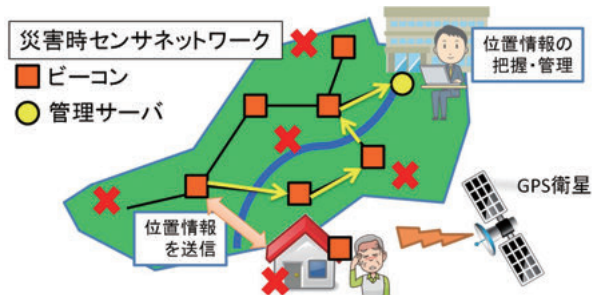 災害時センサネットワーク
ビーコン
管理サーバ
位置情報の
把握・管理
GPS衛星
位置情報
を送信